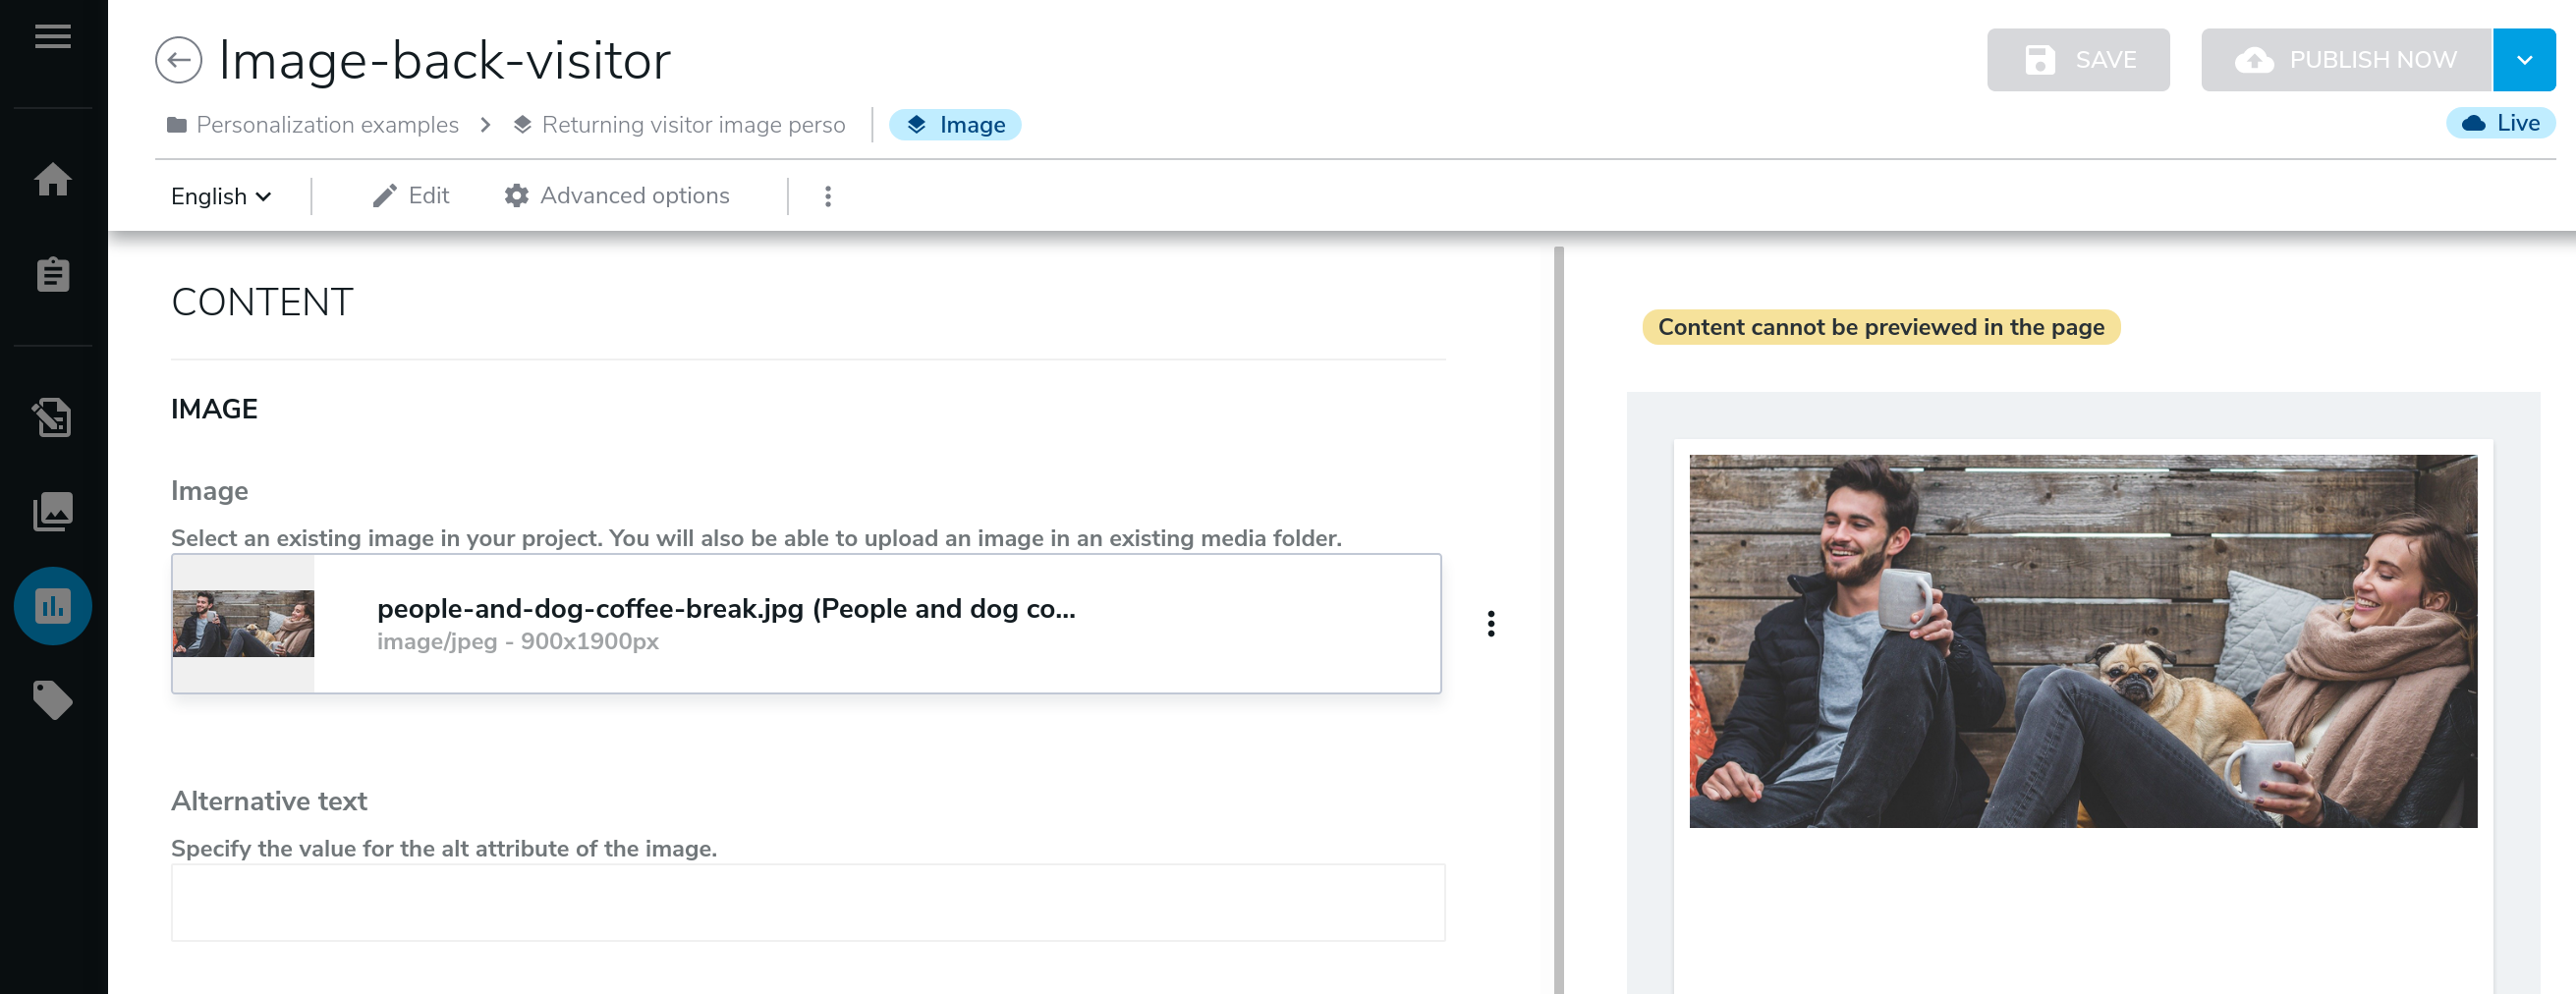 Image-back-visitor
SAVE
PUBLISH NOW
Personalization examples
Returning visitor image perso
Image
Live
English
Edit
Advanced options
CONTENT
Content cannot be previewed in the page
IMAGE
Image
Select an existing image in your project. You will also be able to upload an image in an existing media folder.
people-and-dog-coffee-break.jpg (People and dog co...
image/jpeg - 900x1900px
Alternative text
Specify the value for the alt attribute of the image.